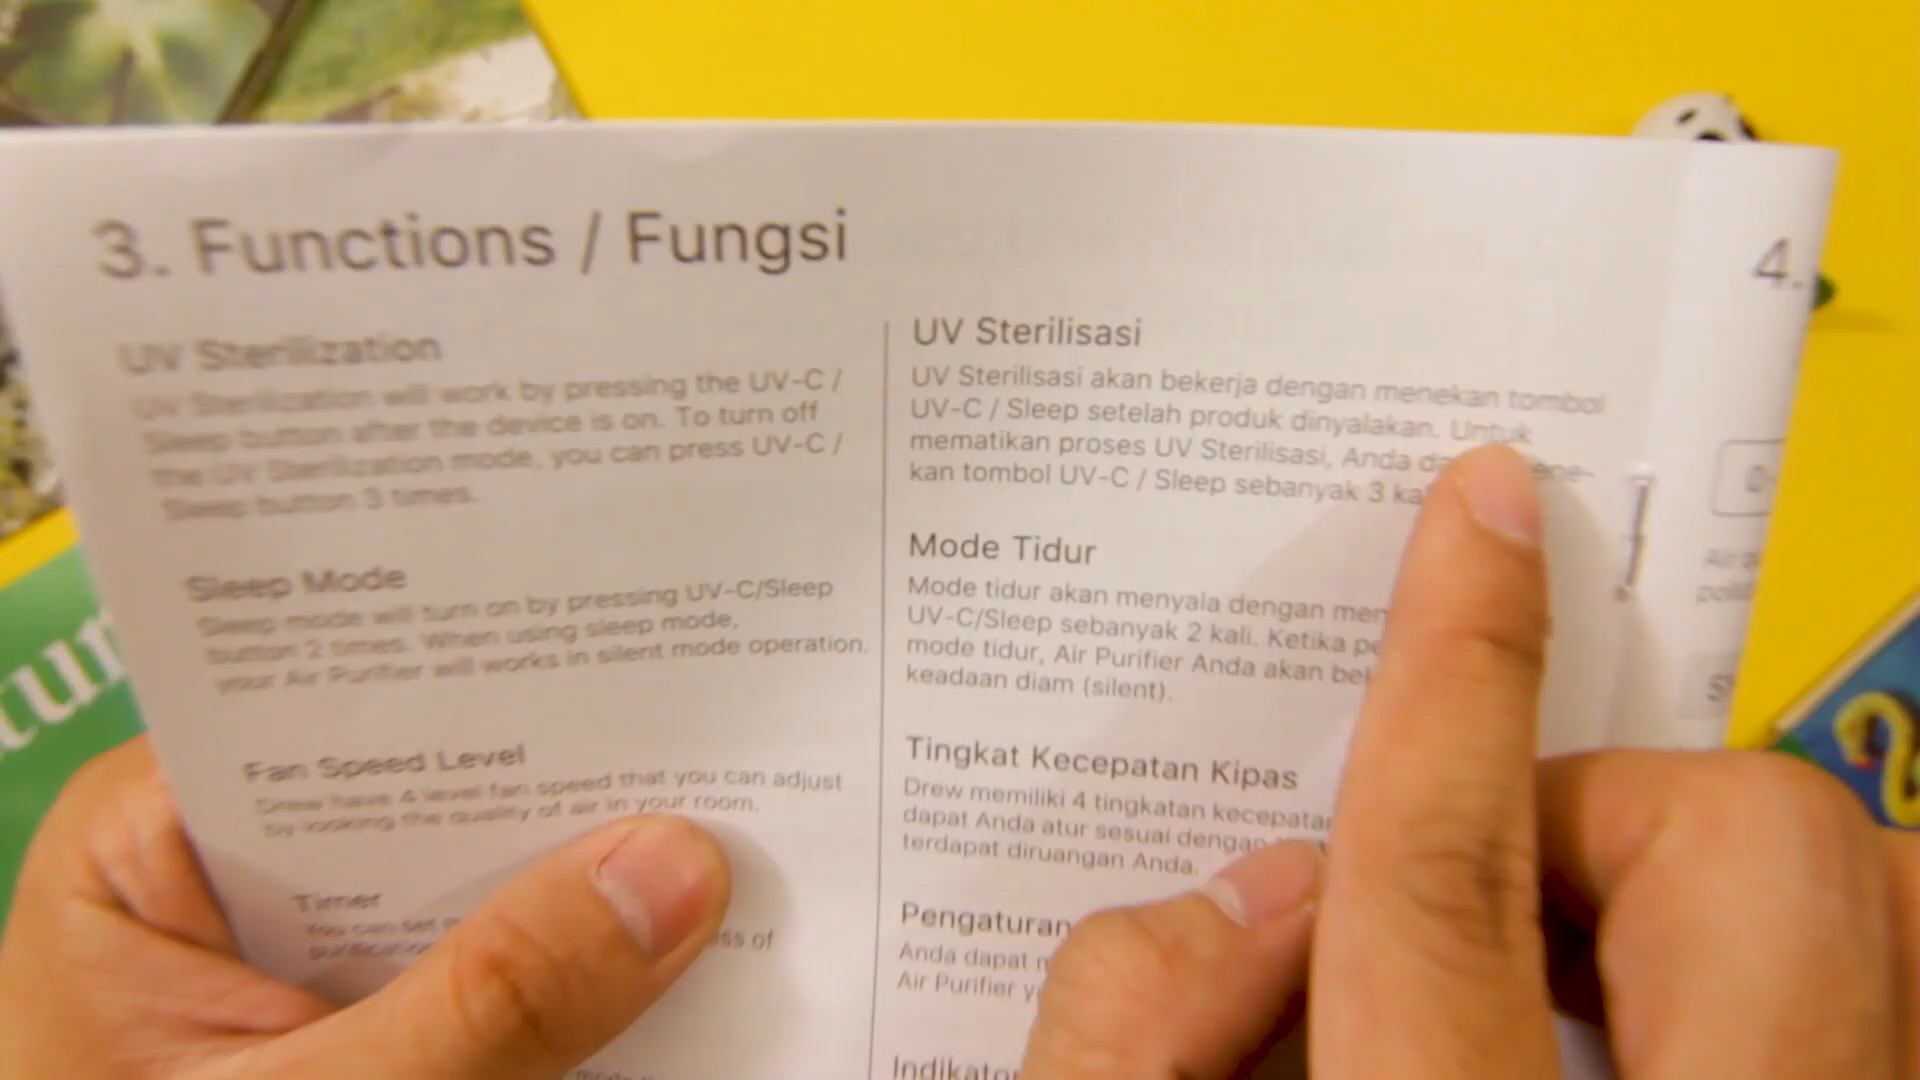 3. Functions / Fungsi
UV Sterilization
UV Sterilization will work by pressing the UV-C /
Sleep button after the device is on. To turn off
the UV Sterilization mode, you can press UV-C /
Sleep button 3 times.
Sleep Mode
Sleep mode will turn on by pressing UV-C/Sleep
button 2 times. When using sleep mode,
your Air Purifier will works in silent mode operation.
Fan Speed Level
Drew have 4 level fan speed that you can adjust
by looking the quality of air in your room.
Timer
You can set
of
UV Sterilisasi
UV Sterilisasi akan bekerja dengan menekan tombol
UV-C / Sleep setelah produk dinyalakan. Untuk
mematikan proses UV Sterilisasi, Anda
kan tombol UV-C / Sleep sebanyak 3
Mode Tidur
Mode tidur akan menyala dengan
UV-C/Sleep sebanyak 2 kali. Ketika
mode tidur, Air Purifier Anda akan
keadaan diam (silent).
Tingkat Kecepatan Kipas
Drew memiliki 4 tingkatan
dapat Anda atur sesuai dengan
terdapat diruangan Anda.
Pengaturan
Anda dapat
Air Purifier
4.